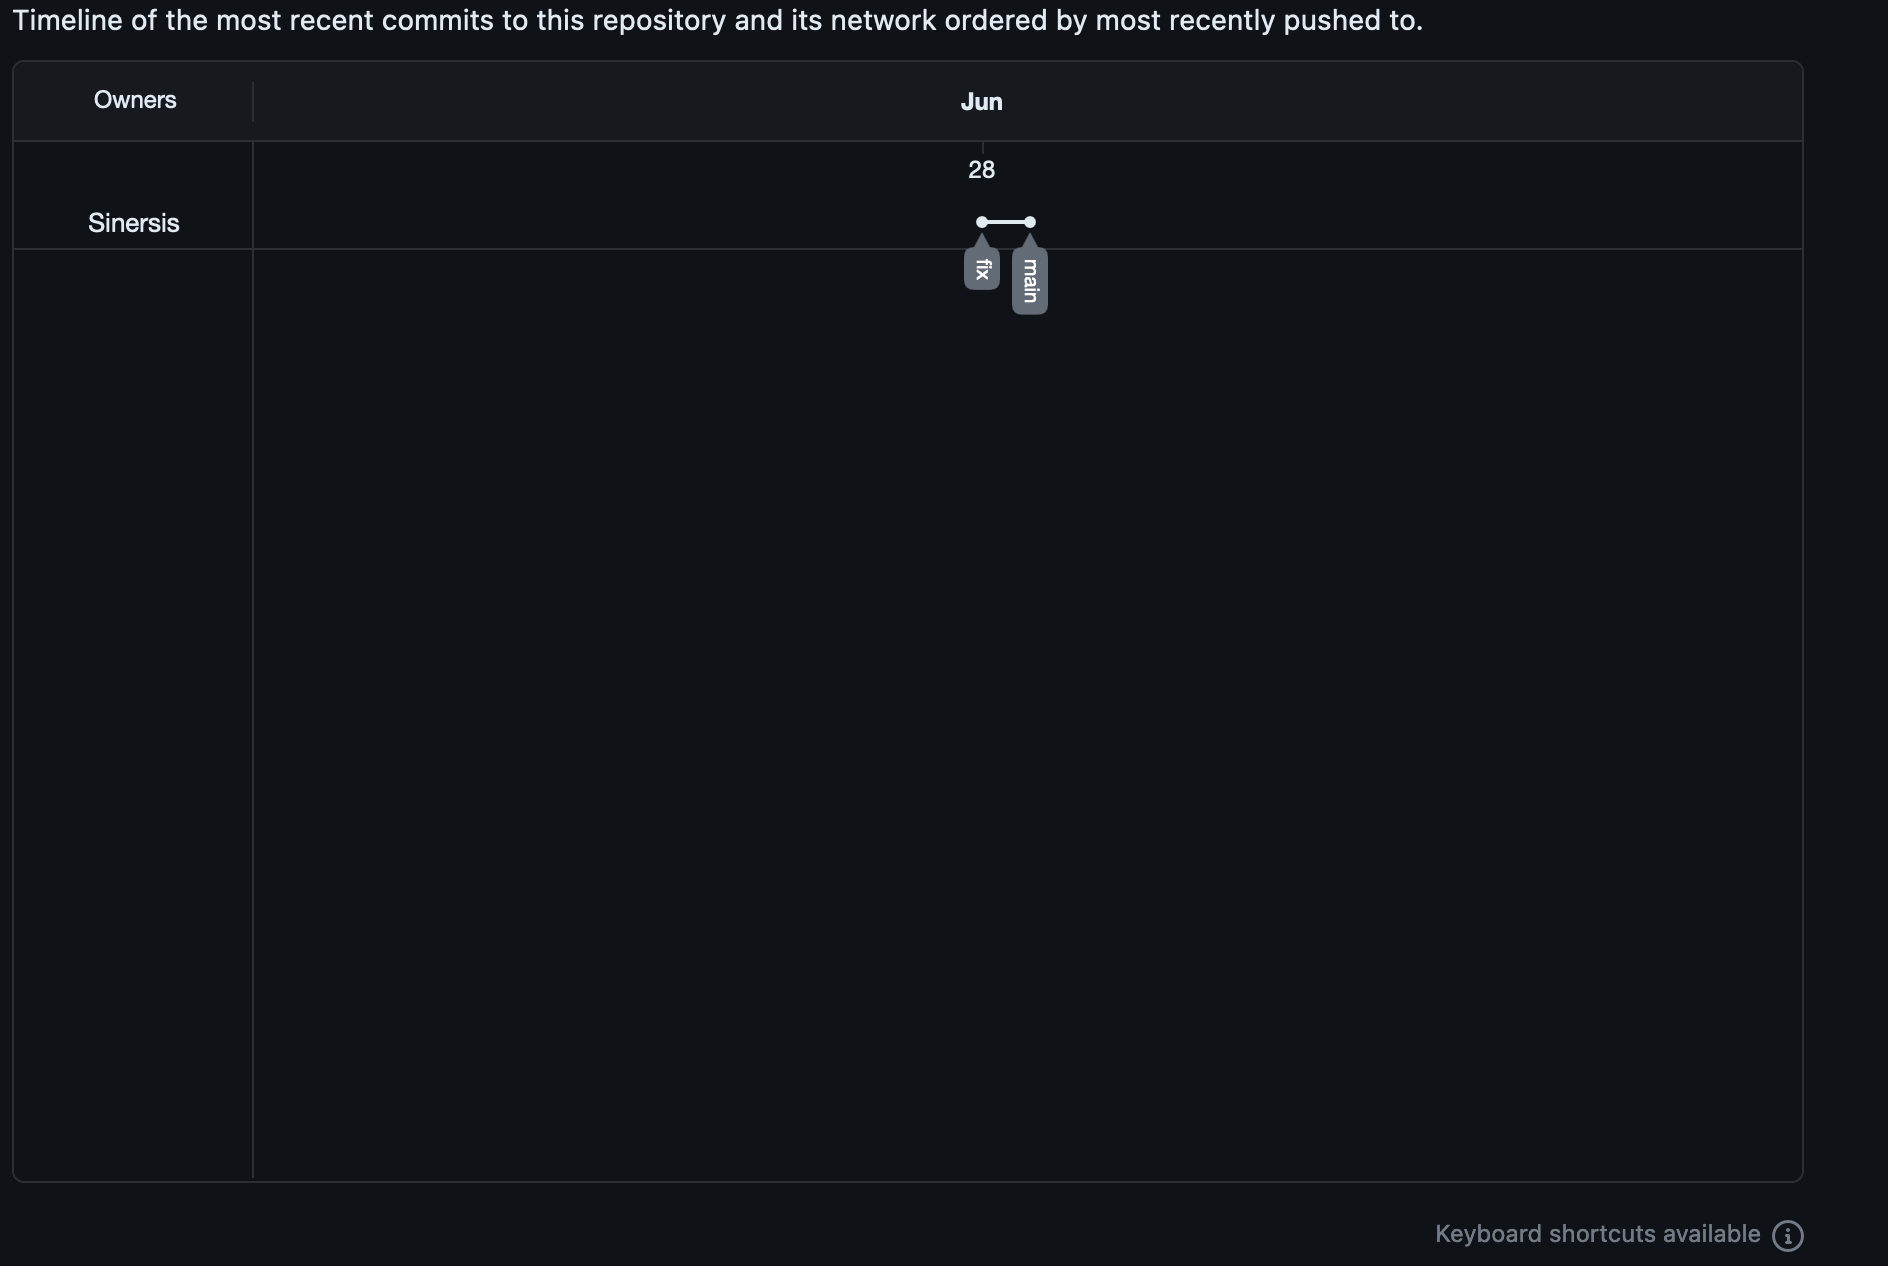 Timeline of the most recent commits to this repository and its network ordered by most recently pushed to.
Owners
Jun
28
Sinersis
fix
main
Keyboard shortcuts available